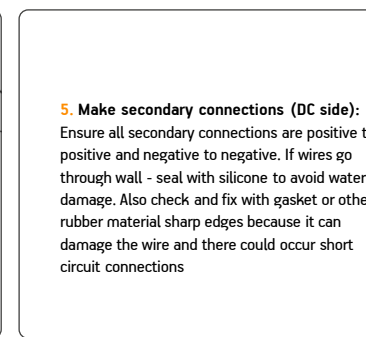 5. Make secondary connections (DC side):
Ensure all secondary connections are positive t
positive and negative to negative. If wires go
through wall - seal with silicone to avoid water
damage. Also check and fix with gasket or othe
rubber material sharp edges because it can
damage the wire and there could occur short
circuit connections